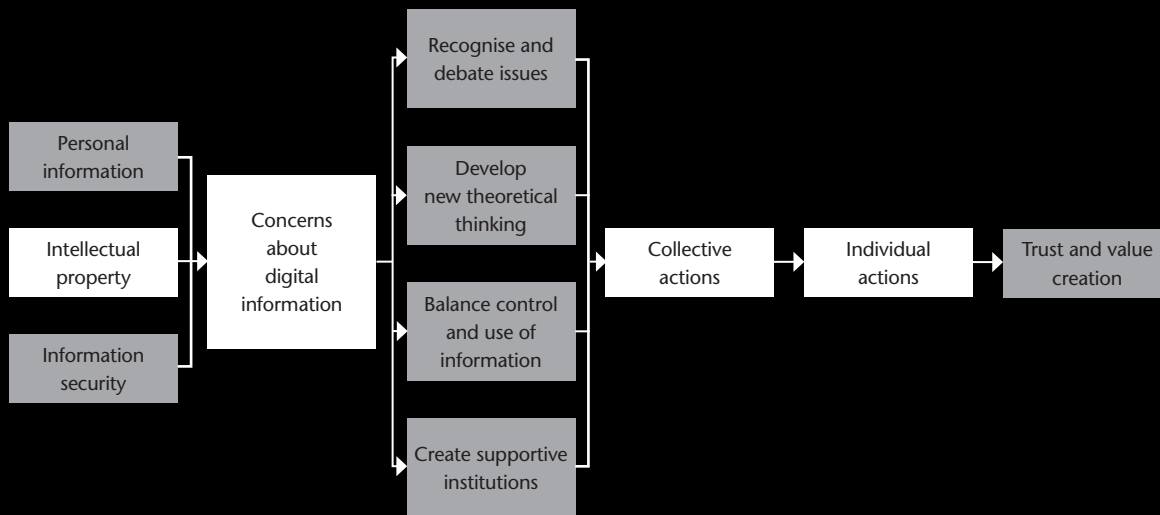 Personal
information
Intellectual
property
Information
security
Concerns
about
digital
information
Recognise and
debate issues
Develop
new theoretical
thinking
Balance control
and use of
information
Create supportive
institutions
Collective
actions
Individual
actions
Trust and value
creation